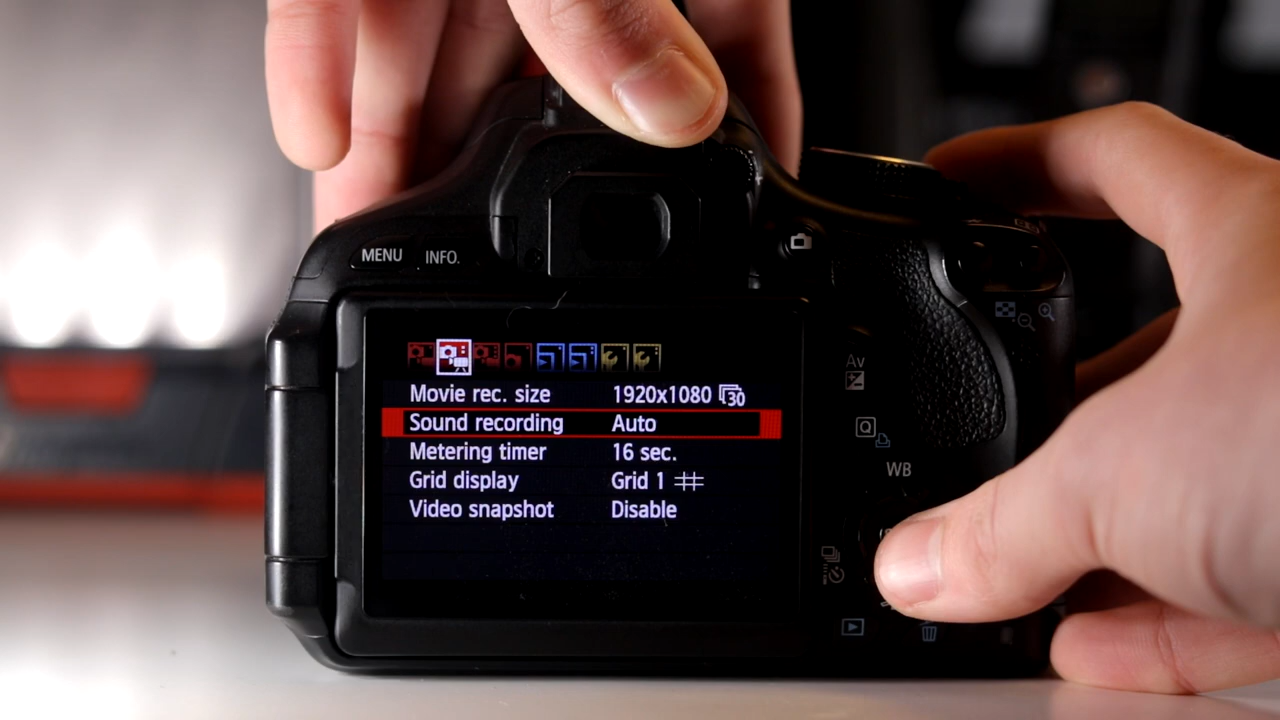 MENU INFO.
Movie rec. size 1920x1080 30
Sound recording Auto
Metering timer 16 sec.
Grid display Grid 1
Video snapshot Disable
Av
Q
WB